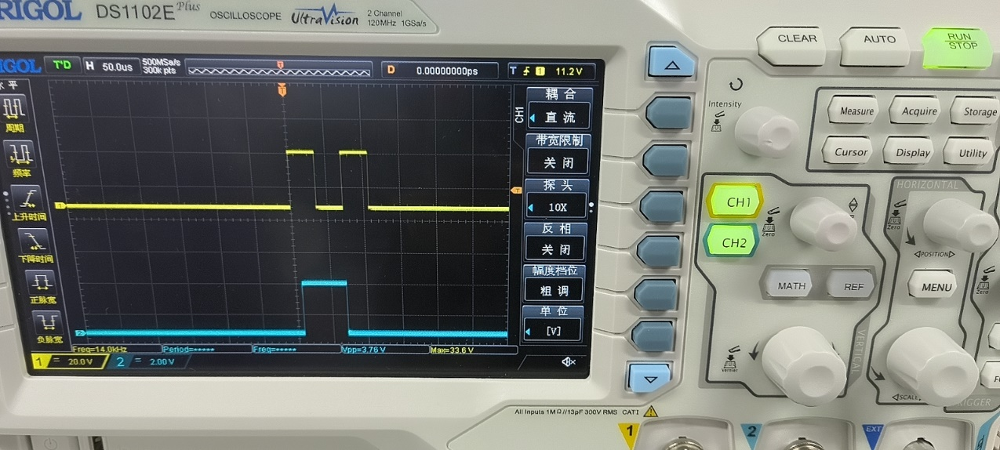 RIGOL DS1102E Plus OSCILLOSCOPE UltraVision 2 Channel
120MHz 1GSa/s
CLEAR AUTO RUN
STOP
RIGOL T'D H 50.0us 500MSa/s
300k pts
T
D 0.00000000ps T 1 11.2V
水平
T
周期
频率
上升时间
下降时间
正脉宽
负脉宽
1
2
T
CH1
耦合
直流
带宽限制
关闭
探头
10X
反相
关闭
幅度档位
粗调
单位
[V]
Freq=14.0kHz Period=***** Freq=***** Vpp=3.76 V Max=33.6 V
1 = 20.0 V 2 = 2.00 V
Intensity
Measure Acquire Storage
Cursor Display Utility
CH1
CH2
Zero
MATH REF
VERTICAL
Vernier
HORIZONTAL
Zero
POSITION
MENU
Zero
SCALE
TRIGGER
All Inputs 1MΩ//13pF 300V RMS CATI
1 2 EXT